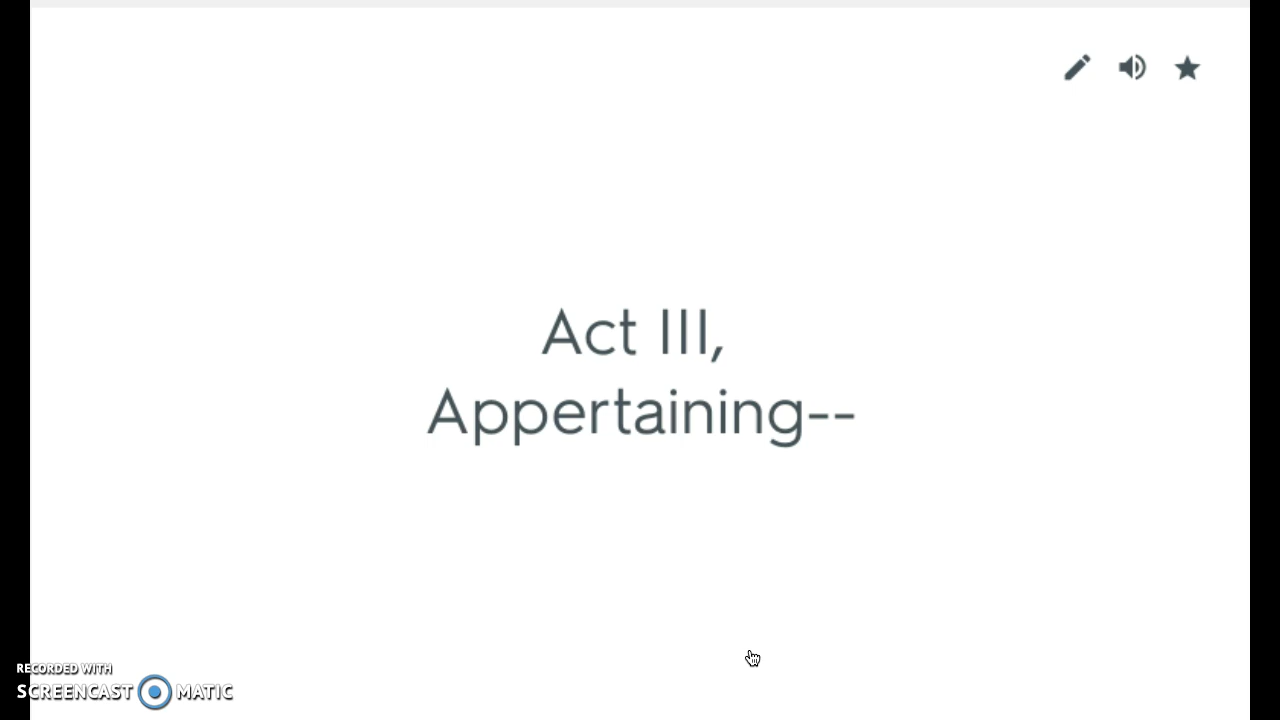 Act III,
Appertaining--
RECORDED WITH
SCREENCAST MATIC